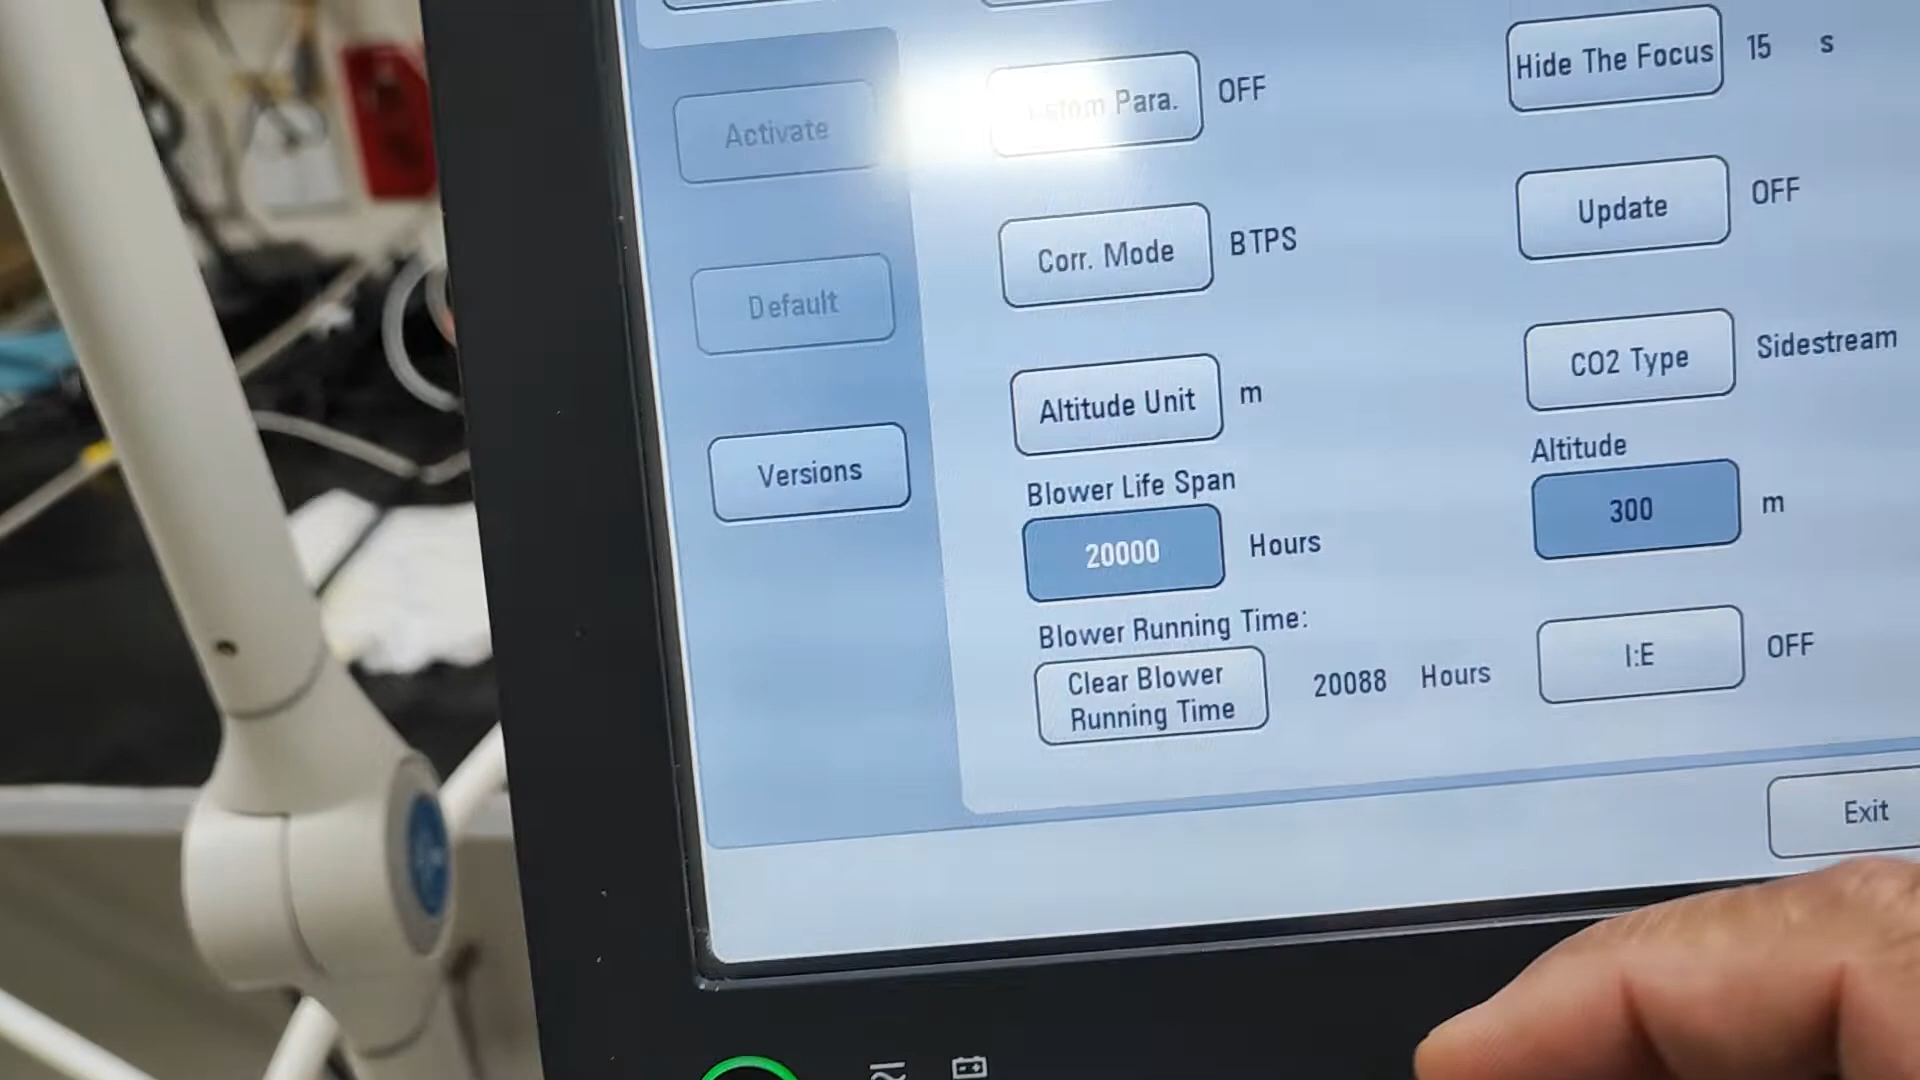 Activate
Default
Versions
Para. OFF
Corr. Mode BTPS
Altitude Unit m
Blower Life Span
20000 Hours
Blower Running Time:
Clear Blower
Running Time
20088 Hours
Hide The Focus 15 s
Update OFF
CO2 Type Sidestream
Altitude
300 m
I:E OFF
Exit